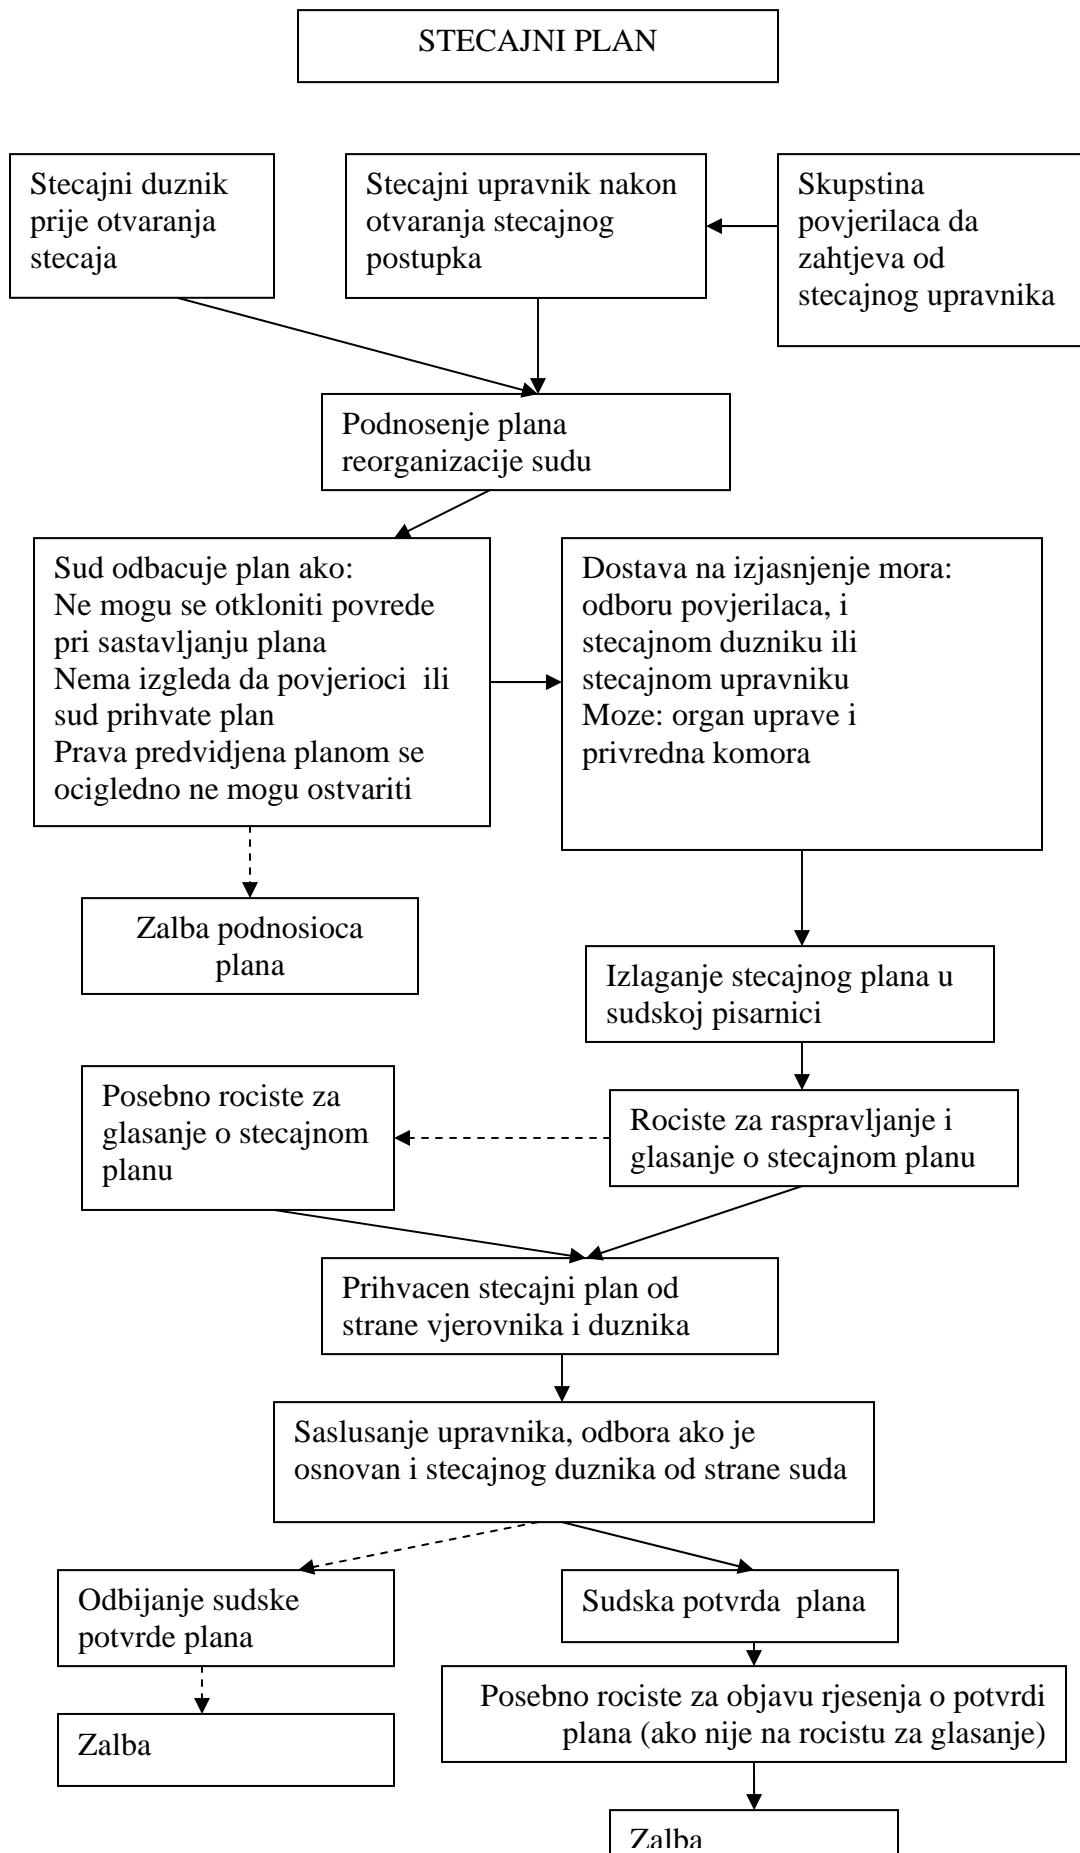 STECAJNI PLAN
Stecajni duznik
prije otvaranja
stecaja
Stecajni upravnik nakon
otvaranja stecajnog
postupka
Skupstina
povjerilaca da
zahtjeva od
stecajnog upravnika
Podnosenje plana
reorganizacije sudu
Sud odbacuje plan ako:
Ne mogu se otkloniti povrede
pri sastavljanju plana
Nema izgleda da povjerioci  ili
sud prihvate plan
Prava predvidjena planom se
ocigledno ne mogu ostvariti
Dostava na izjasnjenje mora:
odboru povjerilaca, i
stecajnom duzniku ili
stecajnom upravniku
Moze: organ uprave i
privredna komora
Zalba podnosioca
plana
Izlaganje stecajnog plana u
sudskoj pisarnici
Posebno rociste za
glasanje o stecajnom
planu
Rociste za raspravljanje i
glasanje o stecajnom planu
Prihvacen stecajni plan od
strane vjerovnika i duznika
Saslusanje upravnika, odbora ako je
osnovan i stecajnog duznika od strane suda
Odbijanje sudske
potvrde plana
Sudska potvrda  plana
Posebno rociste za objavu rjesenja o potvrdi
plana (ako nije na rocistu za glasanje)
Zalba
Zalba